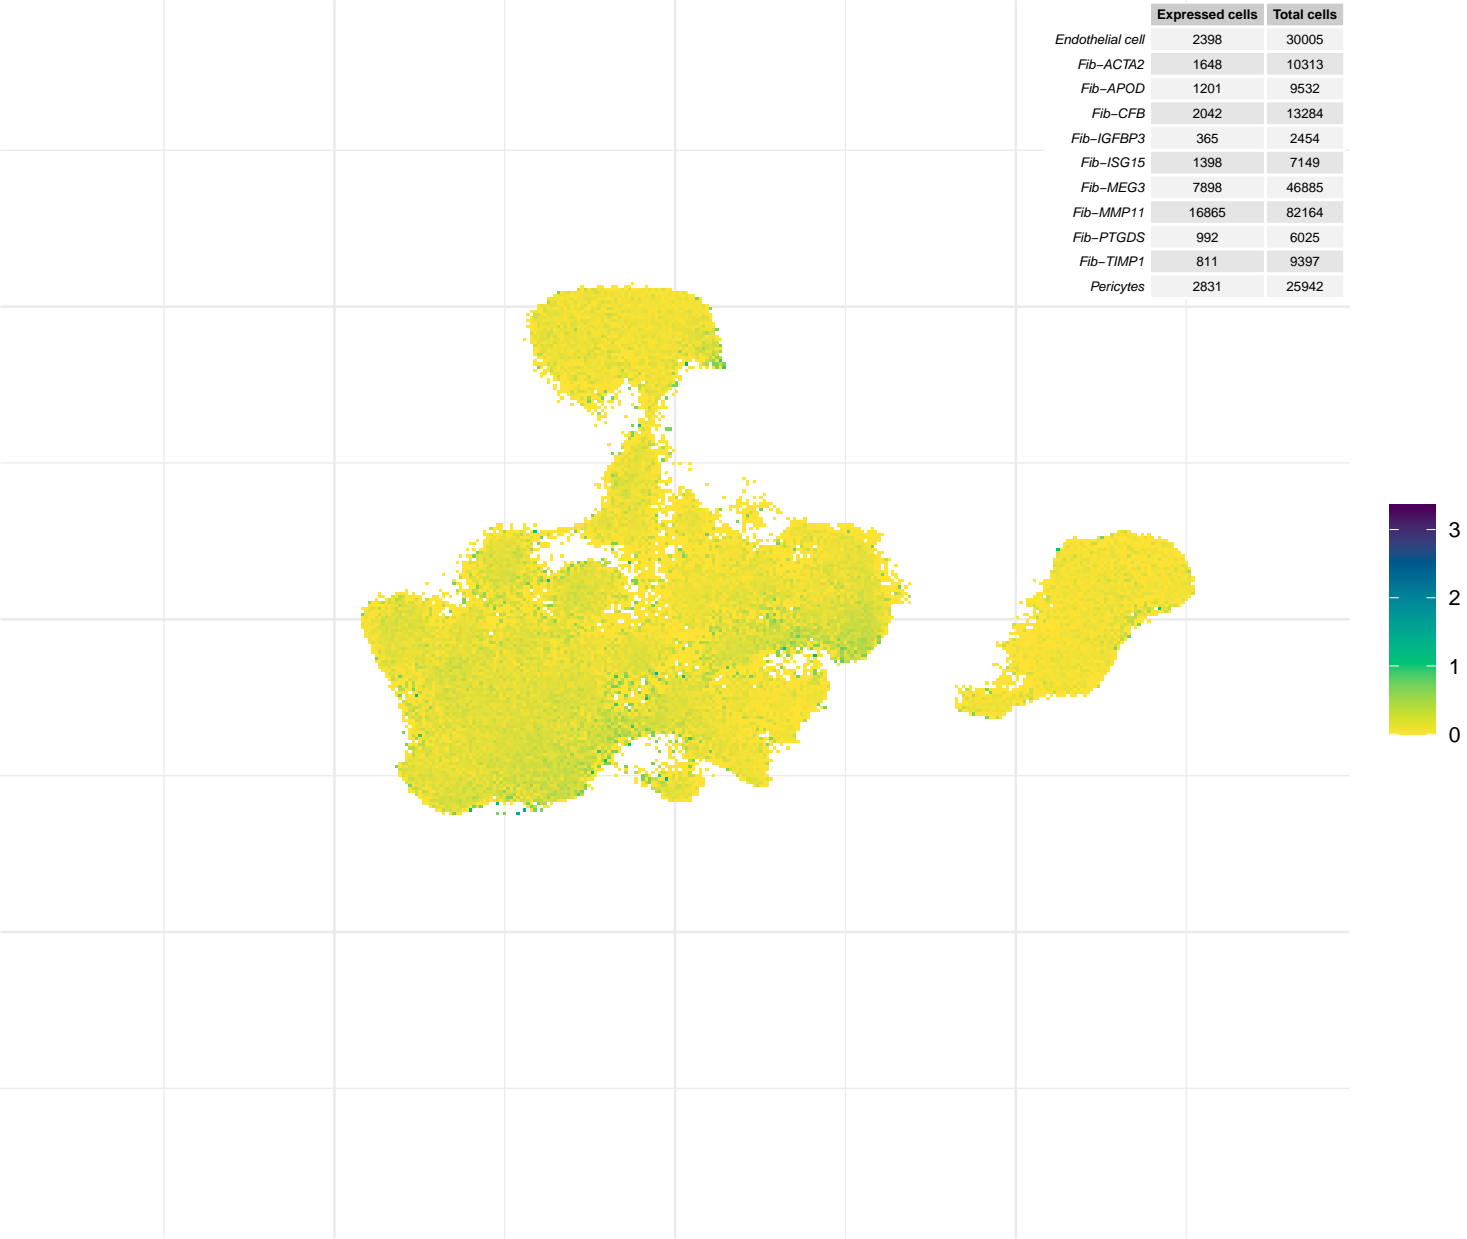 Expressed cells Total cells
Endothelial cell 2398 30005
Fib−ACTA2 1648 10313
Fib−APOD 1201 9532
Fib−CFB 2042 13284
Fib−IGFBP3 365 2454
Fib−ISG15 1398 7149
Fib−MEG3 7898 46885
Fib−MMP11 16865 82164
Fib−PTGDS 992 6025
Fib−TIMP1 811 9397
Pericytes 2831 25942
3
2
1
0